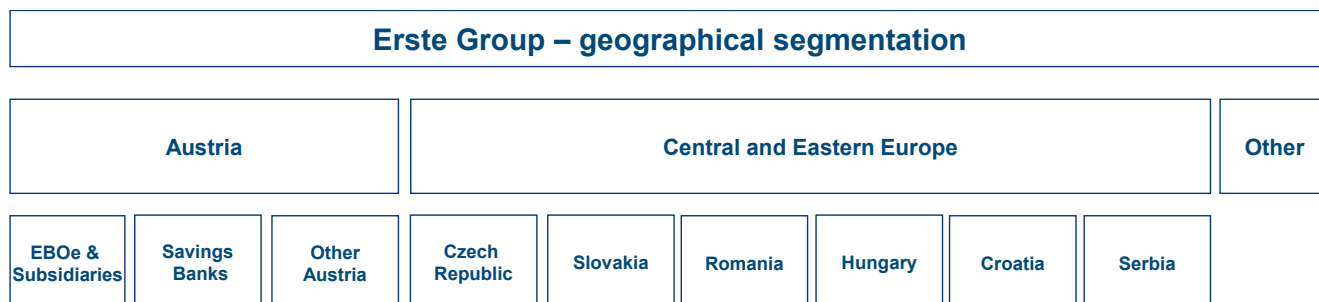 Erste Group – geographical segmentation
Austria
Central and Eastern Europe
Other
EBOe &
Subsidiaries
Savings
Banks
Other
Austria
Czech
Republic
Slovakia
Romania
Hungary
Croatia
Serbia